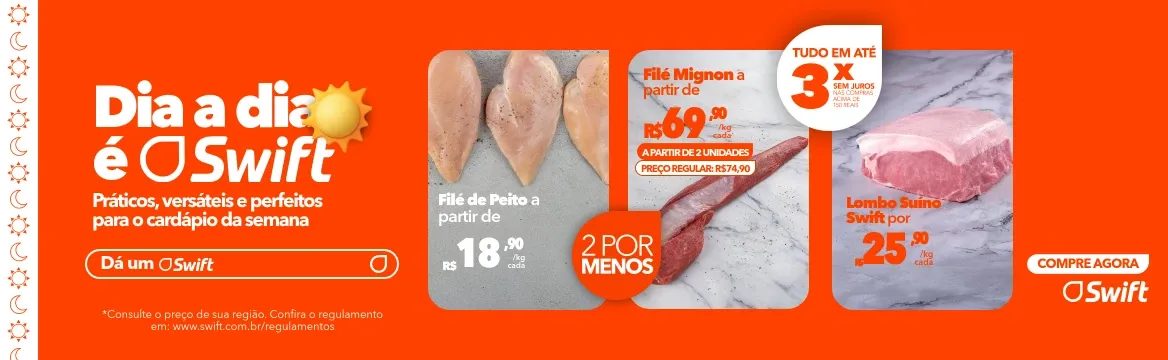 Dia a dia
é Swift
Práticos, versáteis e perfeitos
para o cardápio da semana
Dá um Swift
*Consulte o preço de sua região. Confira o regulamento
em: www.swift.com.br/regulamentos
Filé de Peito a
partir de
R$ 18,90
/kg
cada
2 POR
MENOS
Filé Mignon a
partir de
R$69,90
/kg
cada
A PARTIR DE 2 UNIDADES
PREÇO REGULAR: R$74,90
TUDO EM ATÉ
3X
SEM JUROS
NAS COMPRAS
ACIMA DE
150 REAIS
Lombo Suíno
Swift por
R$ 25,90
/kg
cada
COMPRE AGORA
Swift